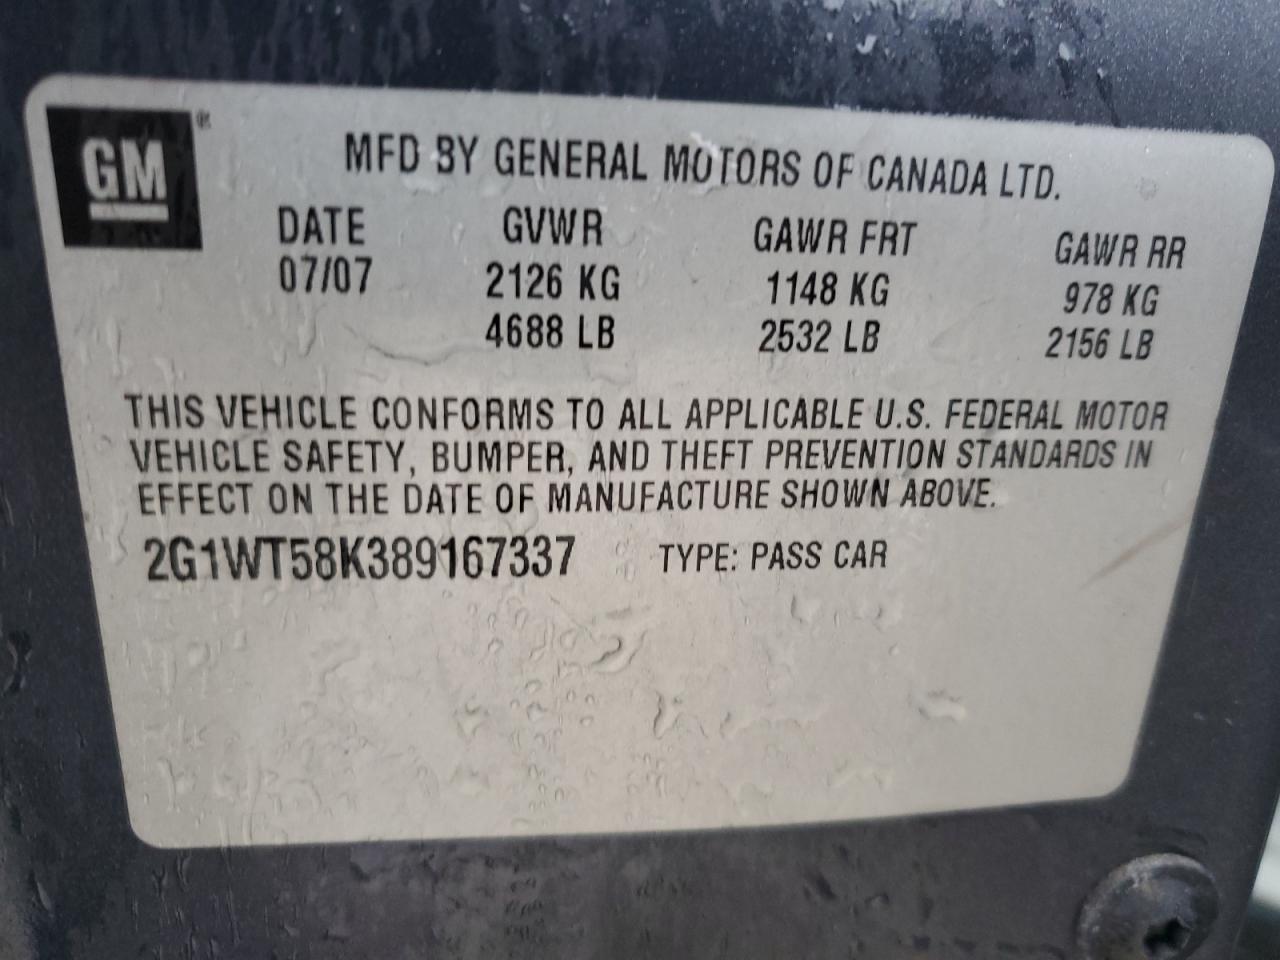 GM®
MFD BY GENERAL MOTORS OF CANADA LTD.
DATE GVWR GAWR FRT GAWR RR
07/07 2126 KG 1148 KG 978 KG
4688 LB 2532 LB 2156 LB
THIS VEHICLE CONFORMS TO ALL APPLICABLE U.S. FEDERAL MOTOR
VEHICLE SAFETY, BUMPER, AND THEFT PREVENTION STANDARDS IN
EFFECT ON THE DATE OF MANUFACTURE SHOWN ABOVE.
2G1WT58K389167337 TYPE: PASS CAR